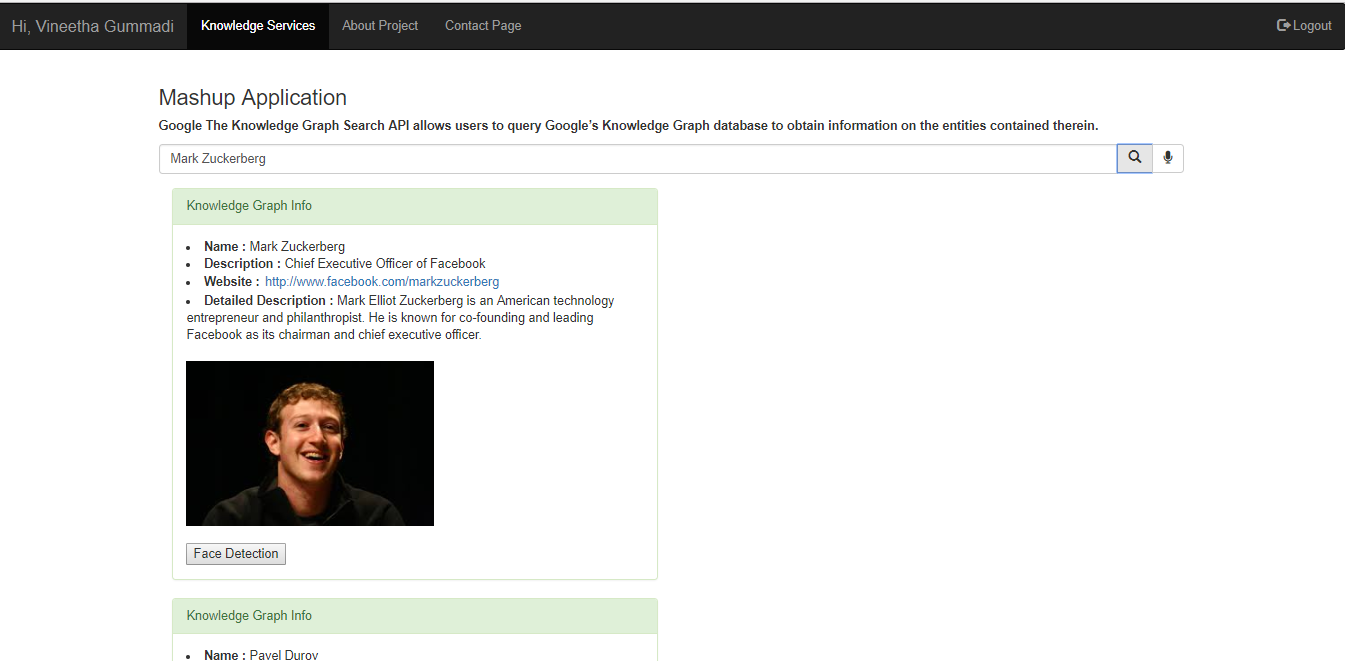 Hi, Vineetha Gummadi Knowledge Services About Project Contact Page Logout
Mashup Application
Google The Knowledge Graph Search API allows users to query Google’s Knowledge Graph database to obtain information on the entities contained therein.
Mark Zuckerberg
Knowledge Graph Info
• Name : Mark Zuckerberg
• Description : Chief Executive Officer of Facebook
• Website : http://www.facebook.com/markzuckerberg
• Detailed Description : Mark Elliot Zuckerberg is an American technology
entrepreneur and philanthropist. He is known for co-founding and leading
Facebook as its chairman and chief executive officer.
Face Detection
Knowledge Graph Info
• Name : Pavel Durov